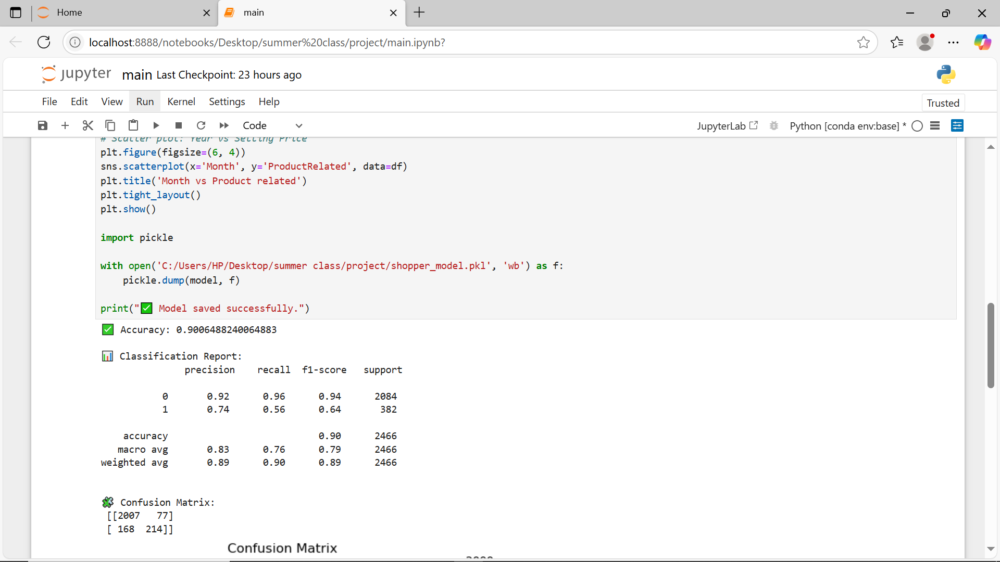 Home
main
localhost:8888/notebooks/Desktop/summer%20class/project/main.ipynb?
jupyter main Last Checkpoint: 23 hours ago
File Edit View Run Kernel Settings Help
Trusted
Code
JupyterLab
Python [conda env:base] *
# Scatter plot: Year vs Selling Price
plt.figure(figsize=(6, 4))
sns.scatterplot(x='Month', y='ProductRelated', data=df)
plt.title('Month vs Product related')
plt.tight_layout()
plt.show()
import pickle
with open('C:/Users/HP/Desktop/summer class/project/shopper_model.pkl', 'wb') as f:
    pickle.dump(model, f)
print("✅ Model saved successfully.")
✅ Accuracy: 0.9006488240064883
📊 Classification Report:
precision recall f1-score support
0 0.92 0.96 0.94 2084
1 0.74 0.56 0.64 382
accuracy 0.90 2466
macro avg 0.83 0.76 0.79 2466
weighted avg 0.89 0.90 0.89 2466
🧩 Confusion Matrix:
[[2007 77]
[ 168 214]]
Confusion Matrix